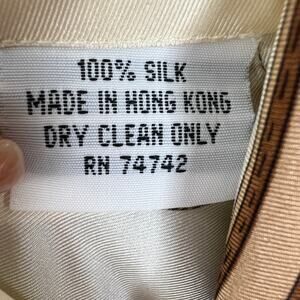 100% SILK
MADE IN HONG KONG
DRY CLEAN ONLY
RN 74742